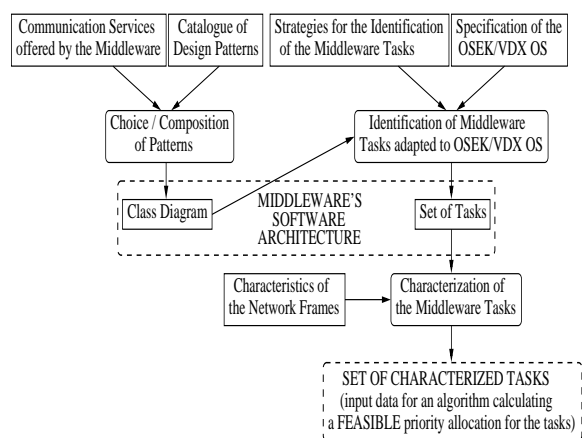 Communication Services
offered by the Middleware
Catalogue of
Design Patterns
Strategies for the Identification
of the Middleware Tasks
Specification of the
OSEK/VDX OS
Choice / Composition
of Patterns
Identification of Middleware
Tasks adapted to OSEK/VDX OS
Class Diagram
MIDDLEWARE'S
SOFTWARE
ARCHITECTURE
Set of Tasks
Characteristics of
the Network Frames
Characterization of
the Middleware Tasks
SET OF CHARACTERIZED TASKS
(input data for an algorithm calculating
a FEASIBLE priority allocation for the tasks)